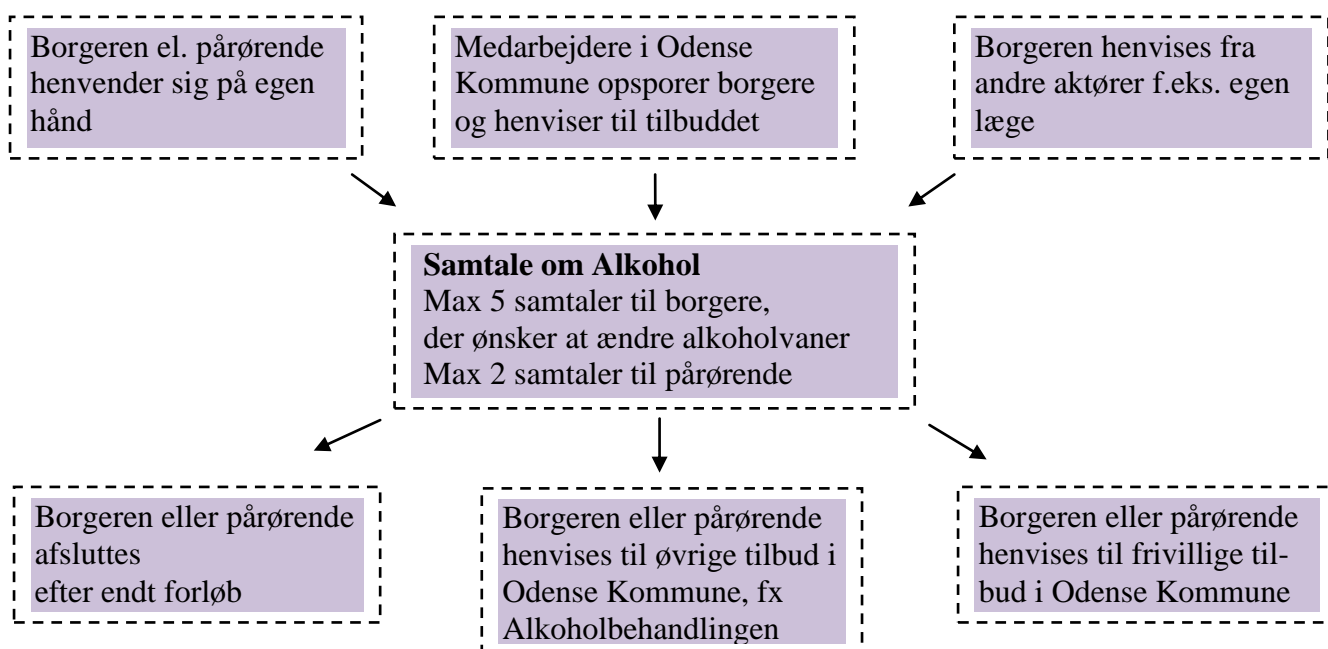 Borgeren el. pårørende
henvender sig på egen
hånd
Medarbejdere i Odense
Kommune opsporer borgere
og henviser til tilbuddet
Borgeren henvises fra
andre aktører f.eks. egen
læge
Samtale om Alkohol
Max 5 samtaler til borgere,
der ønsker at ændre alkoholvaner
Max 2 samtaler til pårørende
Borgeren eller pårørende
afsluttes
efter endt forløb
Borgeren eller pårørende
henvises til øvrige tilbud i
Odense Kommune, fx
Alkoholbehandlingen
Borgeren eller pårørende
henvises til frivillige til-
bud i Odense Kommune